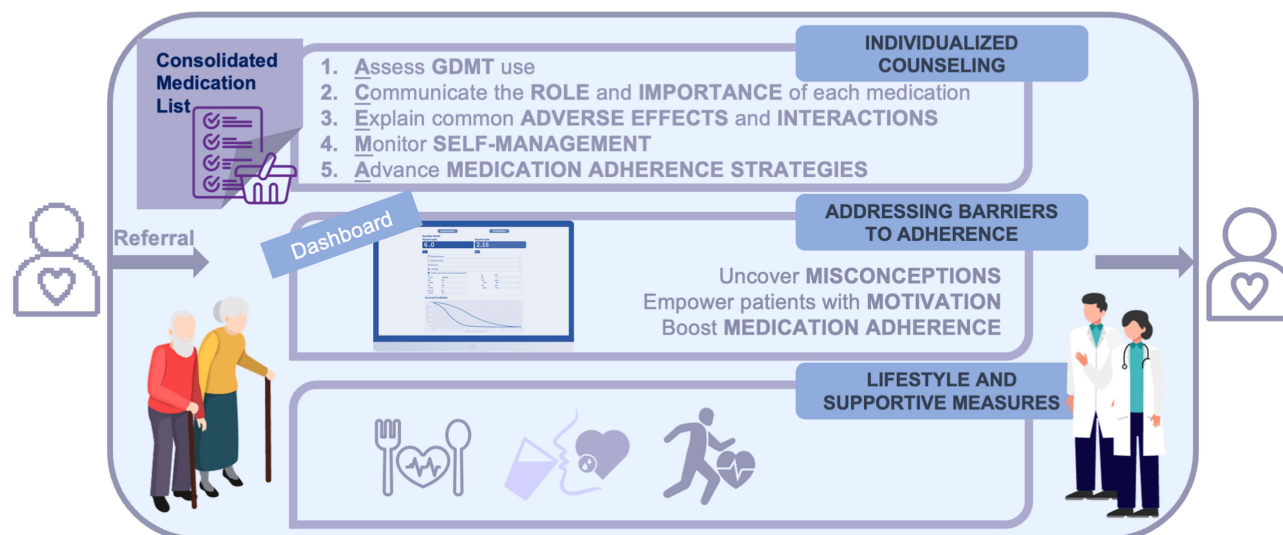 Consolidated
Medication
List
INDIVIDUALIZED
COUNSELING
1. Assess GDMT use
2. Communicate the ROLE and IMPORTANCE of each medication
3. Explain common ADVERSE EFFECTS and INTERACTIONS
4. Monitor SELF-MANAGEMENT
5. Advance MEDICATION ADHERENCE STRATEGIES
Referral
Dashboard
6.0
2.16
ADDRESSING BARRIERS
TO ADHERENCE
Uncover MISCONCEPTIONS
Empower patients with MOTIVATION
Boost MEDICATION ADHERENCE
LIFESTYLE AND
SUPPORTIVE MEASURES